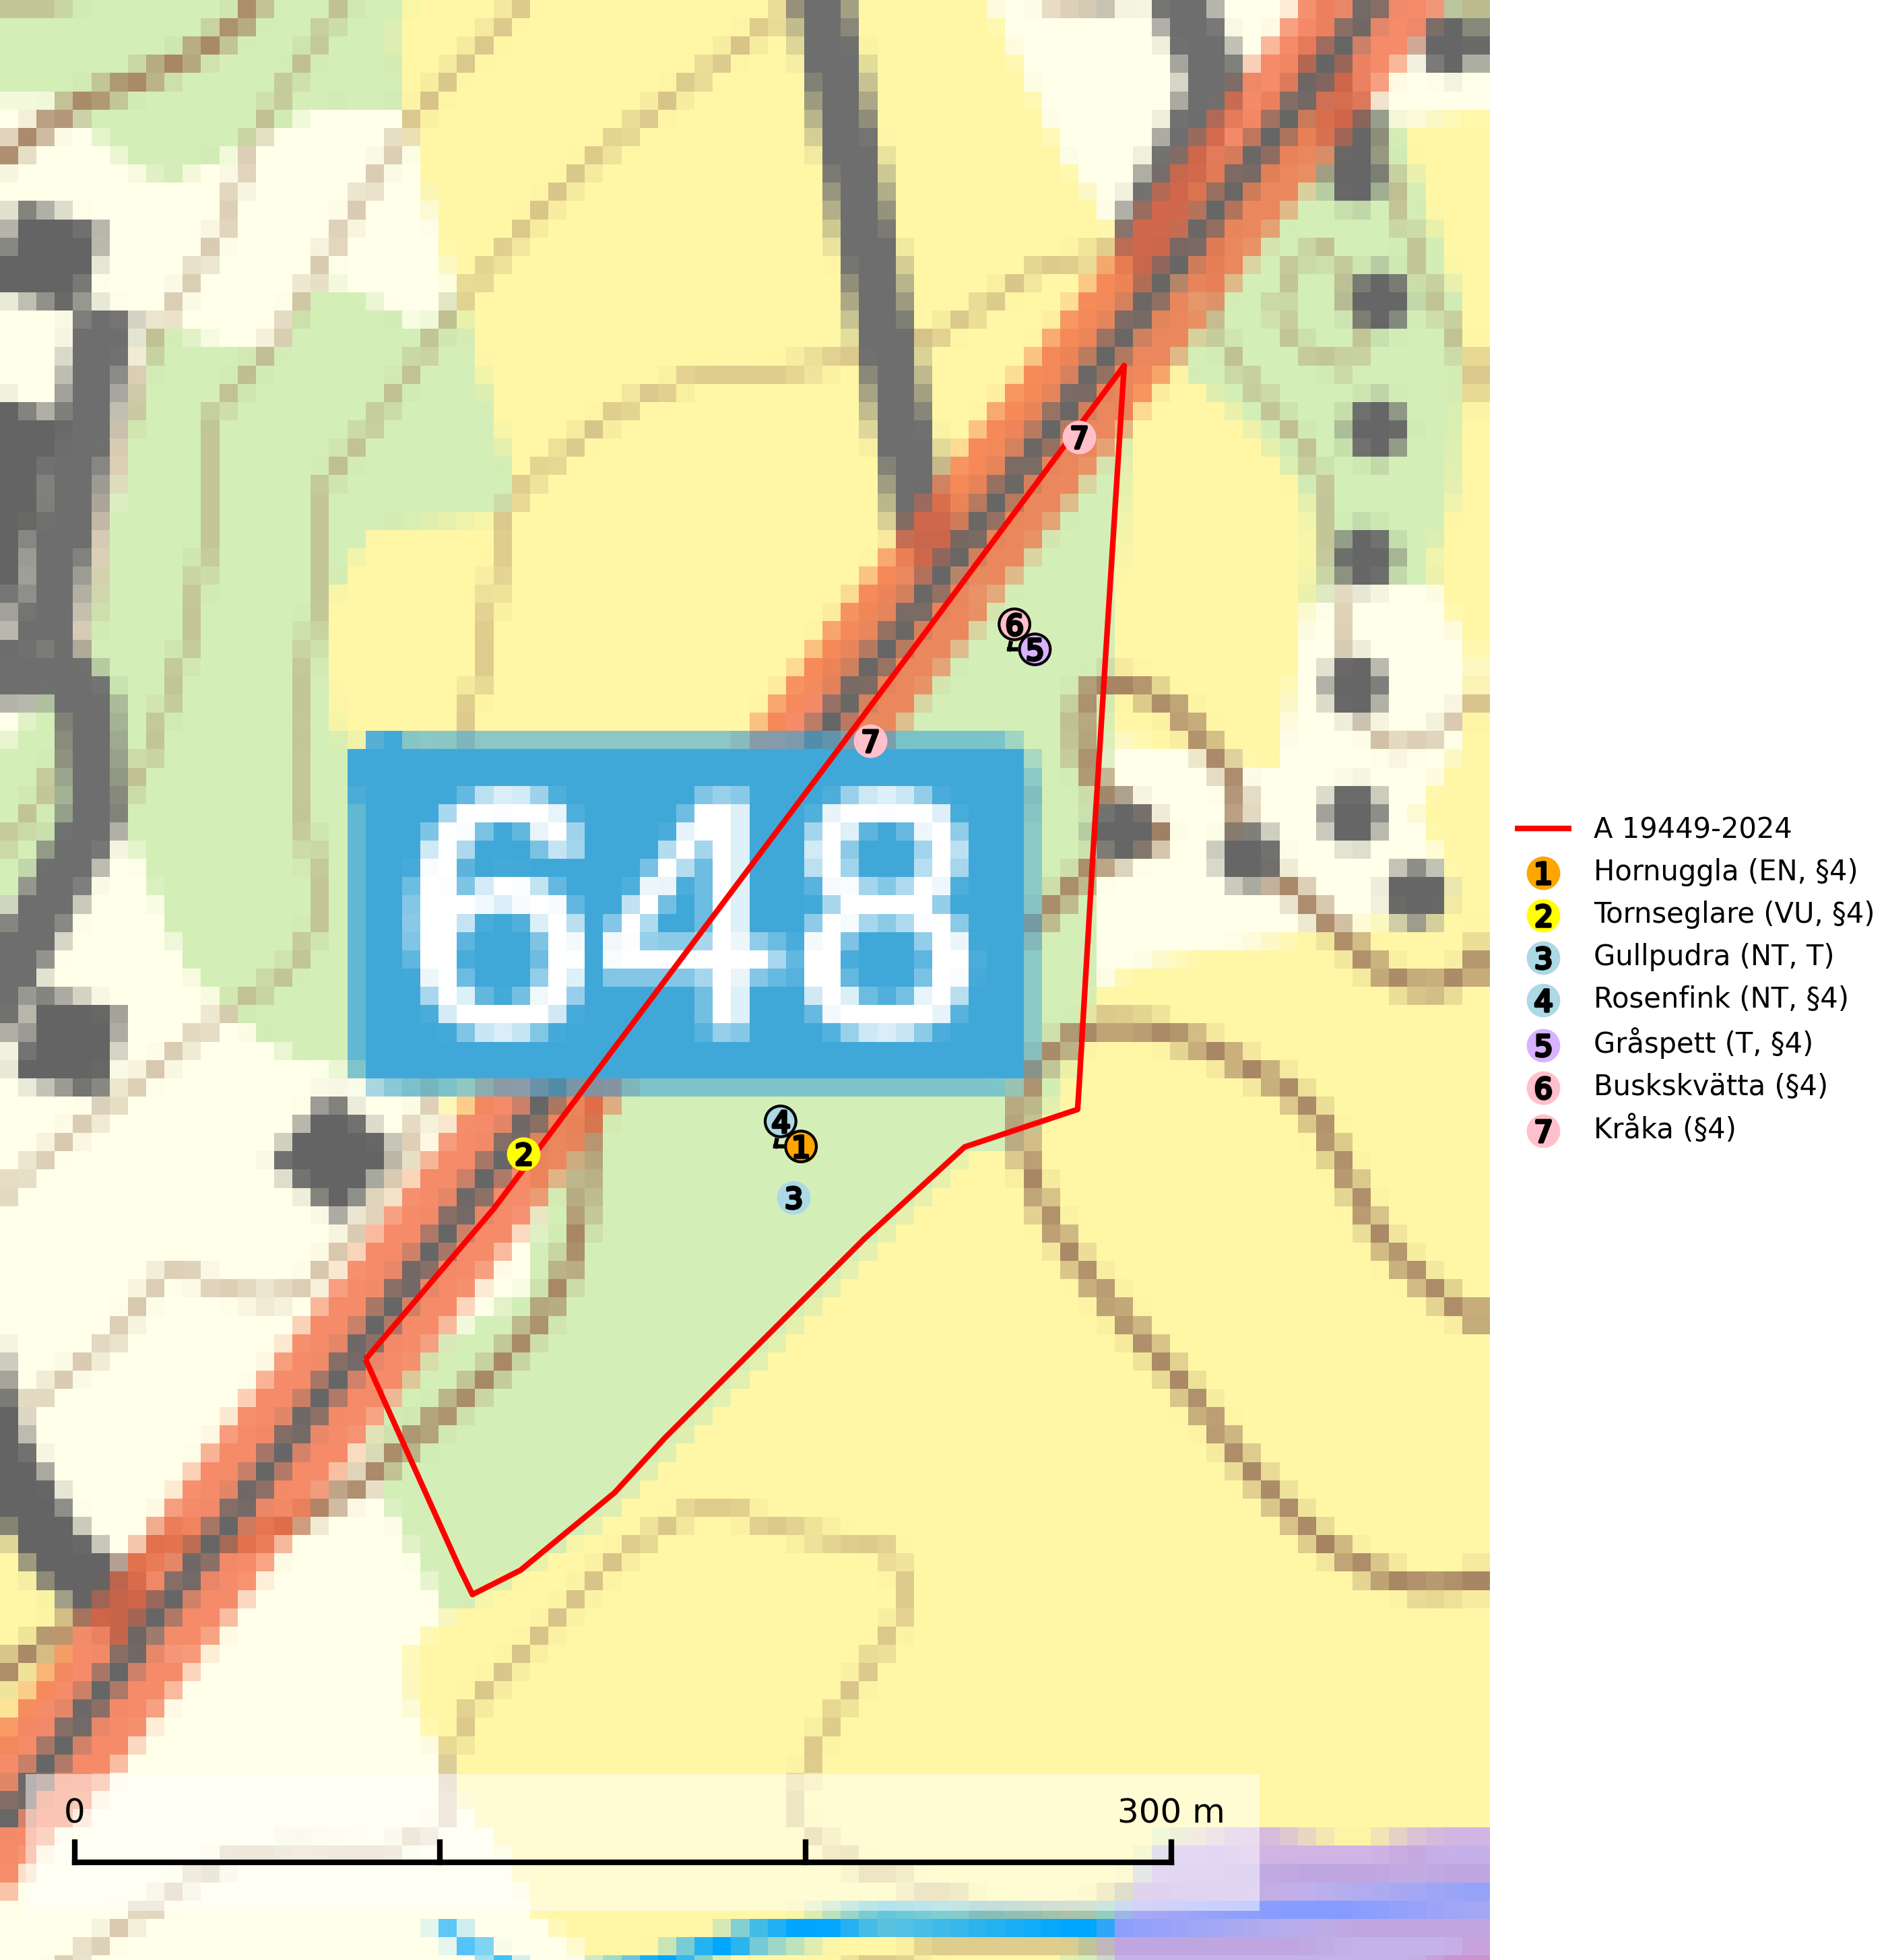 7
6
5
7
648
4
1
2
3
0 300 m
A 19449-2024
1 Hornuggla (EN, §4)
2 Tornseglare (VU, §4)
3 Gullpudra (NT, T)
4 Rosenfink (NT, §4)
5 Gråspett (T, §4)
6 Buskskvätta (§4)
7 Kråka (§4)